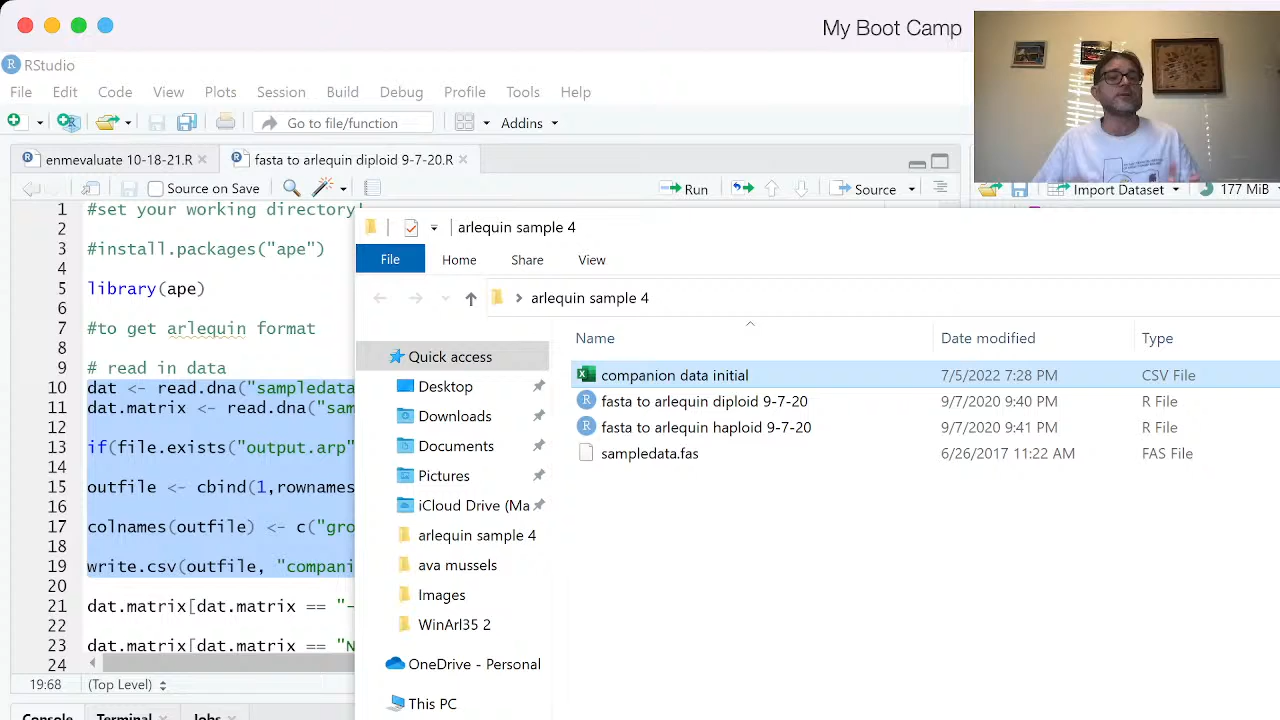 My Boot Camp
RStudio
File Edit Code View Plots Session Build Debug Profile Tools Help
Go to file/function Addins
enmevaluate 10-18-21.R fasta to arlequin diploid 9-7-20.R
Source on Save Run Source Import Dataset 177 MiB
1 #set your working directory!
2
3 #install.packages("ape")
4
5 library(ape)
6
7 #to get arlequin format
8
9 # read in data
10 dat <- read.dna("sampledata
11 dat.matrix <- read.dna("sam
12
13 if(file.exists("output.arp"
14
15 outfile <- cbind(1,rownames
16
17 colnames(outfile) <- c("gro
18
19 write.csv(outfile, "compani
20
21 dat.matrix[dat.matrix == "-
22
23 dat.matrix[dat.matrix == "N
24
19:68 (Top Level)
Console Terminal Jobs
arlequin sample 4
File Home Share View
arlequin sample 4
Name Date modified Type
Quick access
Desktop
Downloads
Documents
Pictures
iCloud Drive (Ma
arlequin sample 4
ava mussels
Images
WinArl35 2
OneDrive - Personal
This PC
companion data initial 7/5/2022 7:28 PM CSV File
fasta to arlequin diploid 9-7-20 9/7/2020 9:40 PM R File
fasta to arlequin haploid 9-7-20 9/7/2020 9:41 PM R File
sampledata.fas 6/26/2017 11:22 AM FAS File